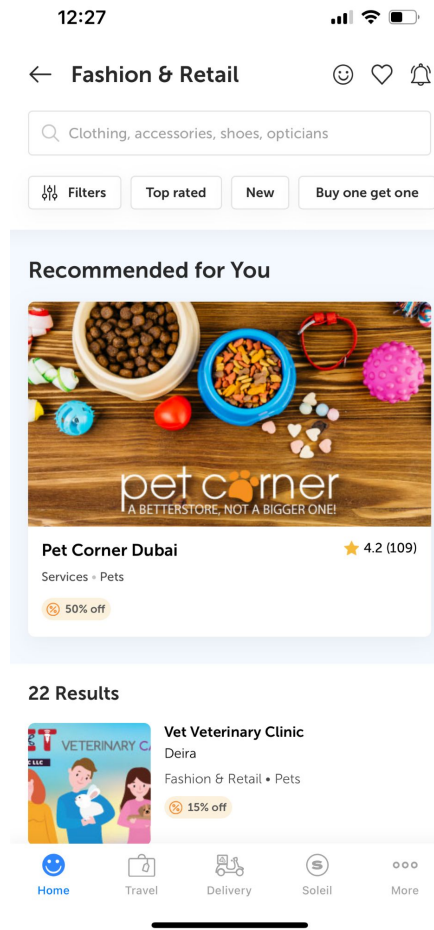 12:27
Fashion & Retail
Clothing, accessories, shoes, opticians
Filters
Top rated
New
Buy one get one
Recommended for You
pet corner
A BETTERSTORE, NOT A BIGGER ONE!
Pet Corner Dubai
4.2 (109)
Services • Pets
50% off
22 Results
VETERINARY
LLC
Vet Veterinary Clinic
Deira
Fashion & Retail • Pets
15% off
Home
Travel
Delivery
S
Soleil
More